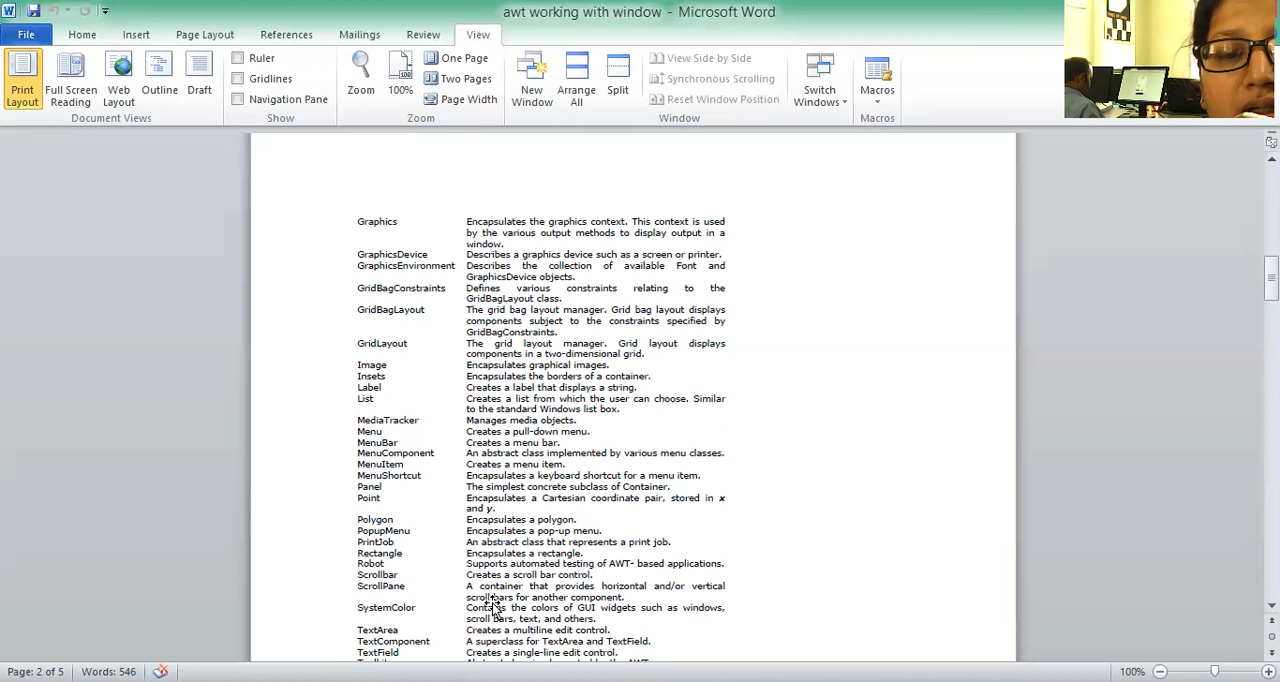 awt working with window - Microsoft Word
File Home Insert Page Layout References Mailings Review View
Print Layout
Full Screen Reading
Web Layout
Outline
Draft
Document Views
Ruler
Gridlines
Navigation Pane
Show
Zoom
100%
One Page
Two Pages
Page Width
Zoom
New Window
Arrange All
Split
View Side by Side
Synchronous Scrolling
Reset Window Position
Window
Switch Windows
Macros
Macros
Graphics Encapsulates the graphics context. This context is used
by the various output methods to display output in a
window.
GraphicsDevice Describes a graphics device such as a screen or printer.
GraphicsEnvironment Describes the collection of available Font and
GraphicsDevice objects.
GridBagConstraints Defines various constraints relating to the
GridBagLayout class.
GridBagLayout The grid bag layout manager. Grid bag layout displays
components subject to the constraints specified by
GridBagConstraints.
GridLayout The grid layout manager. Grid layout displays
components in a two-dimensional grid.
Image Encapsulates graphical images.
Insets Encapsulates the borders of a container.
Label Creates a label that displays a string.
List Creates a list from which the user can choose. Similar
to the standard Windows list box.
MediaTracker Manages media objects.
Menu Creates a pull-down menu.
MenuBar Creates a menu bar.
MenuComponent An abstract class implemented by various menu classes.
MenuItem Creates a menu item.
MenuShortcut Encapsulates a keyboard shortcut for a menu item.
Panel The simplest concrete subclass of Container.
Point Encapsulates a Cartesian coordinate pair, stored in x
and y.
Polygon Encapsulates a polygon.
PopupMenu Encapsulates a pop-up menu.
PrintJob An abstract class that represents a print job.
Rectangle Encapsulates a rectangle.
Robot Supports automated testing of AWT- based applications.
Scrollbar Creates a scroll bar control.
ScrollPane A container that provides horizontal and/or vertical
scrollbars for another component.
SystemColor Contains the colors of GUI widgets such as windows,
scroll bars, text, and others.
TextArea Creates a multiline edit control.
TextComponent A superclass for TextArea and TextField.
TextField Creates a single-line edit control.
Page: 2 of 5 Words: 546 100%